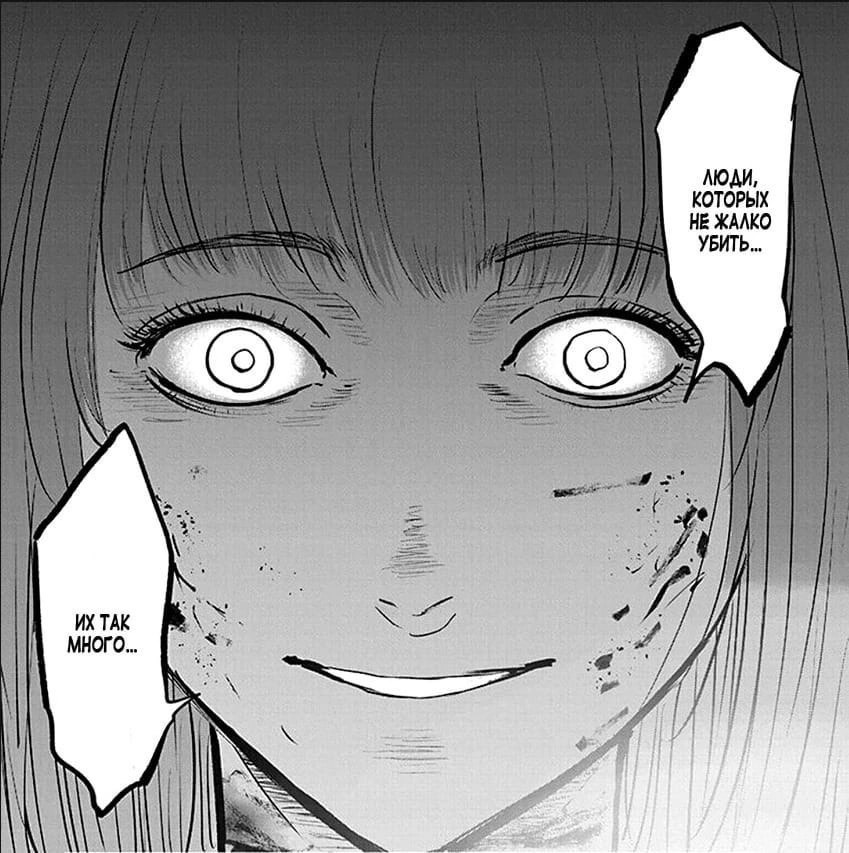 ЛЮДИ,
КОТОРЫХ
НЕ ЖАЛКО
УБИТЬ...
ИХ ТАК
МНОГО...